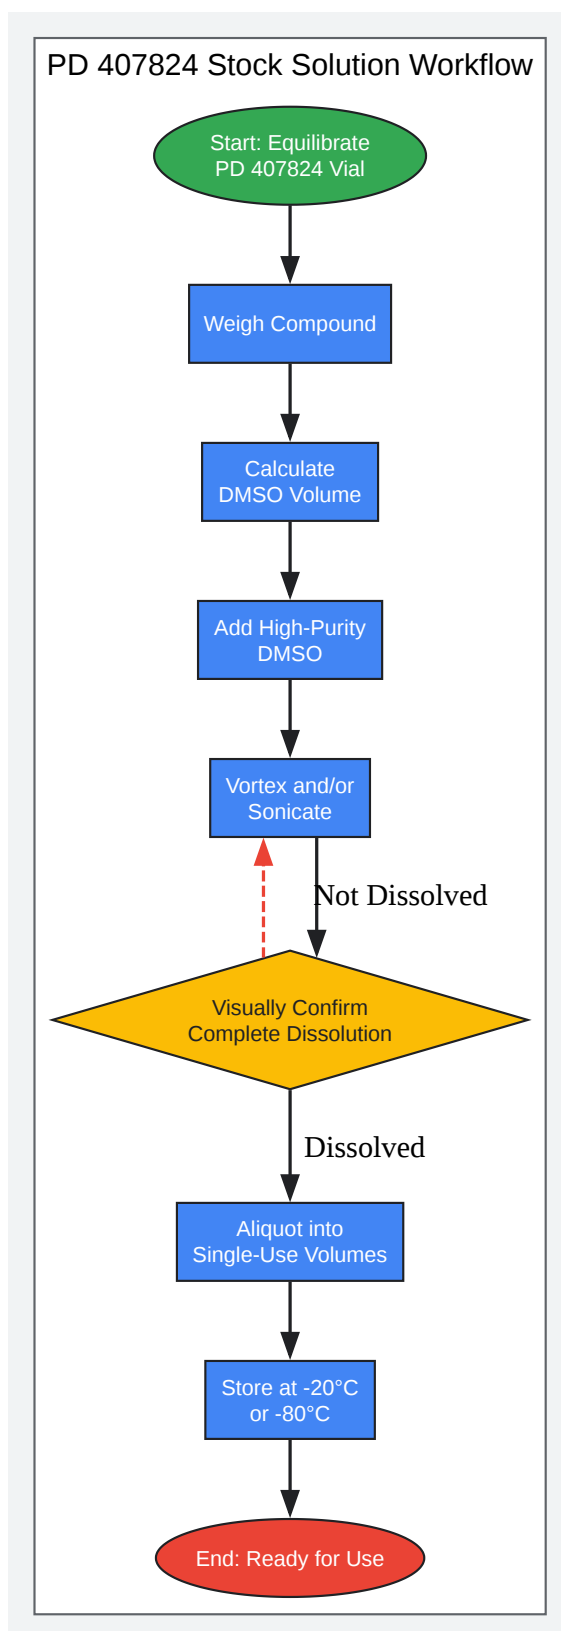 PD 407824 Stock Solution Workflow
Start: Equilibrate
PD 407824 Vial
Weigh Compound
Calculate
DMSO Volume
Add High-Purity
DMSO
Vortex and/or
Sonicate
Not Dissolved
Visually Confirm
Complete Dissolution
Dissolved
Aliquot into
Single-Use Volumes
Store at -20°C
or -80°C
End: Ready for Use